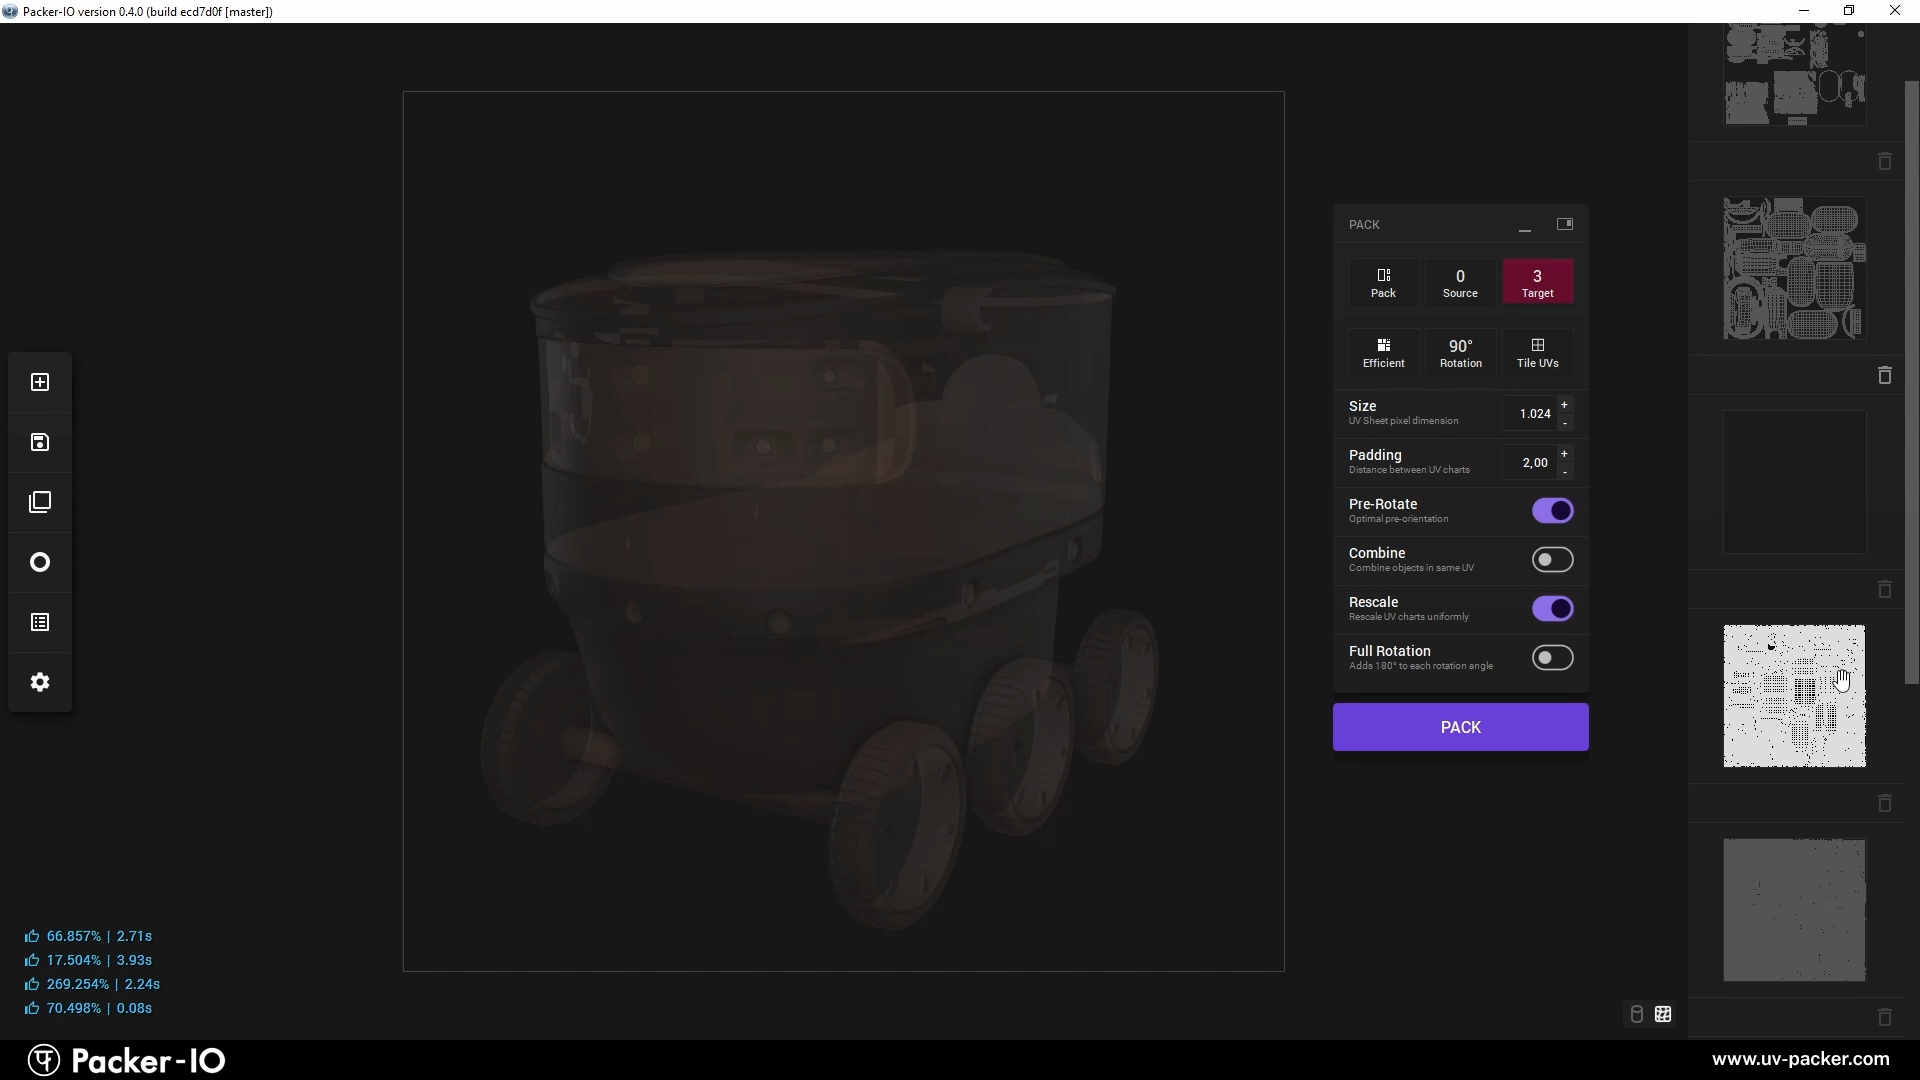 Packer-IO version 0.4.0 (build ecd7d0f [master])
PACK
Pack
0
Source
3
Target
Efficient
90°
Rotation
Tile UVs
Size
UV Sheet pixel dimension
1.024
+
-
Padding
Distance between UV charts
2,00
+
-
Pre-Rotate
Optimal pre-orientation
Combine
Combine objects in same UV
Rescale
Rescale UV charts uniformly
Full Rotation
Adds 180° to each rotation angle
PACK
66.857% | 2.71s
17.504% | 3.93s
269.254% | 2.24s
70.498% | 0.08s
Packer-IO
www.uv-packer.com